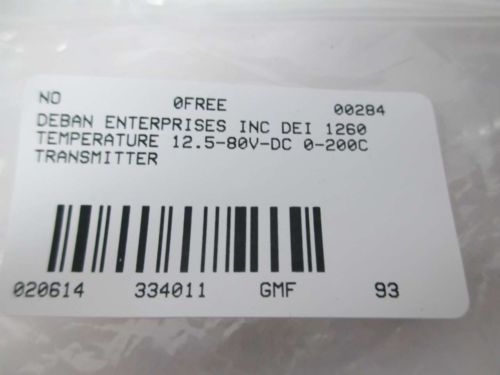 NO 0FREE 00284
DEBAN ENTERPRISES INC DEI 1260
TEMPERATURE 12.5-80V-DC 0-200C
TRANSMITTER
020614 334011 GMF 93